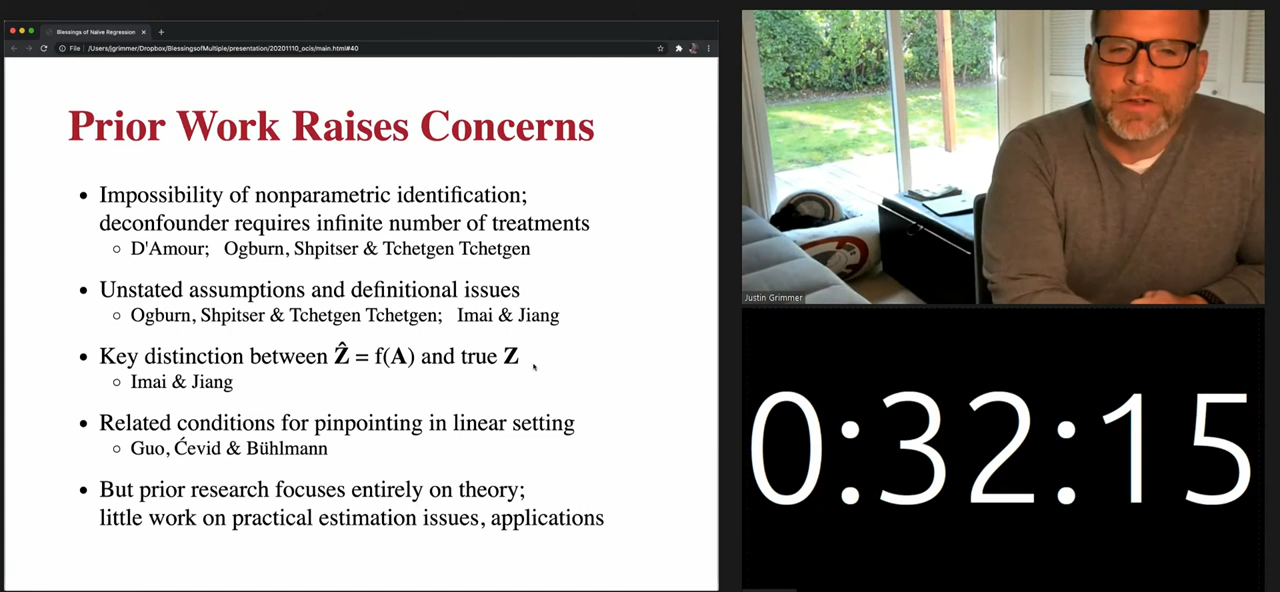 Blessings of Naïve Regression
File | /Users/jgrimmer/Dropbox/BlessingsofMultiple/presentation/20201110_ocis/main.html#40
Prior Work Raises Concerns
• Impossibility of nonparametric identification;
deconfounder requires infinite number of treatments
○ D'Amour; Ogburn, Shpitser & Tchetgen Tchetgen
• Unstated assumptions and definitional issues
○ Ogburn, Shpitser & Tchetgen Tchetgen; Imai & Jiang
• Key distinction between Ẑ = f(A) and true Z
○ Imai & Jiang
• Related conditions for pinpointing in linear setting
○ Guo, Ćevid & Bühlmann
• But prior research focuses entirely on theory;
little work on practical estimation issues, applications
Justin Grimmer
0:32:15